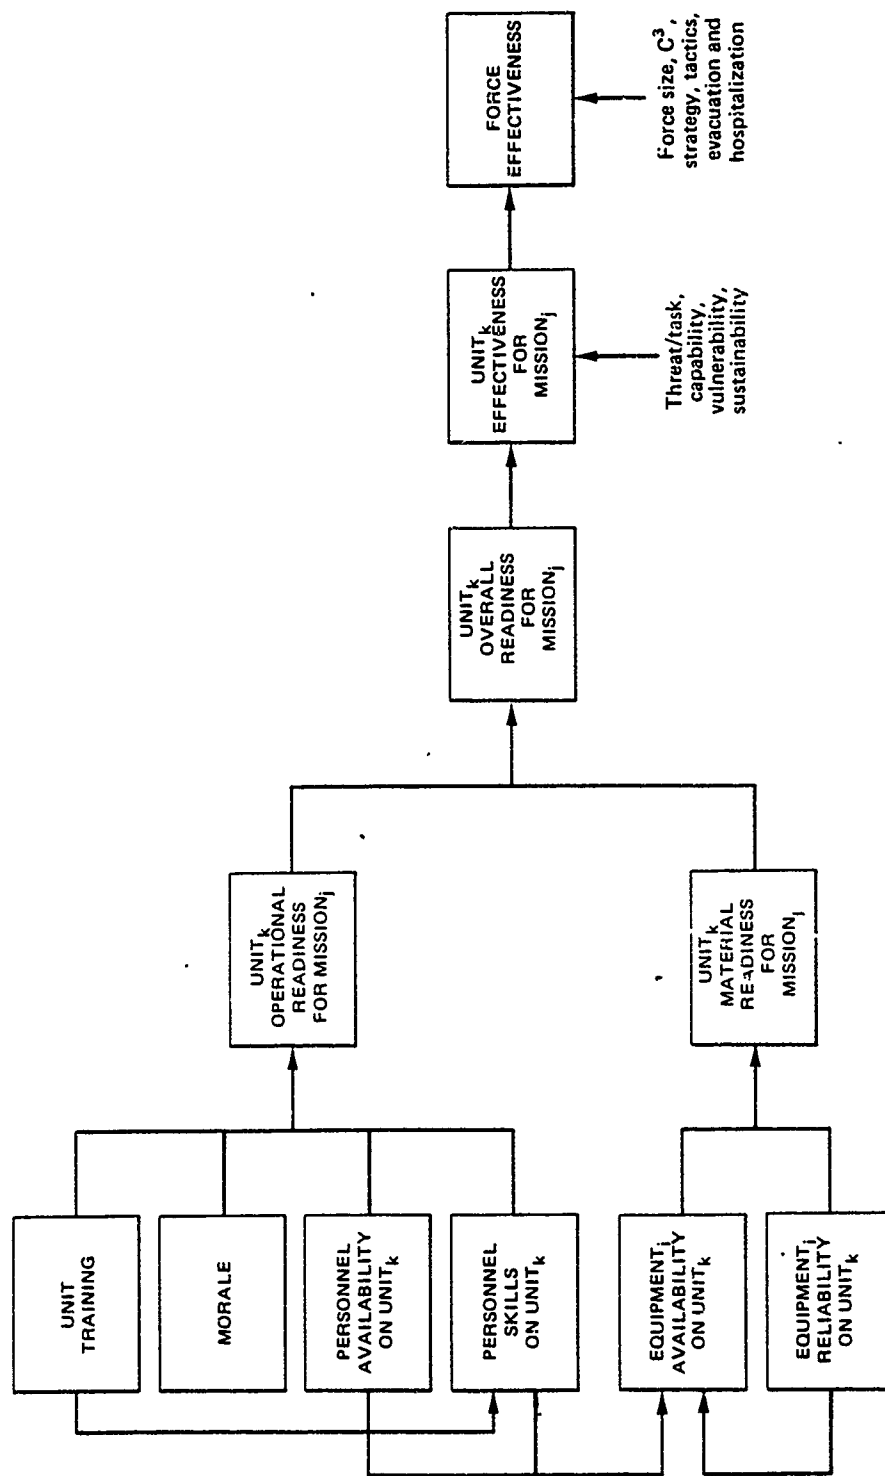 UNIT
TRAINING
MORALE
PERSONNEL
AVAILABILITY
ON UNITk
PERSONNEL
SKILLS
ON UNITk
EQUIPMENTi
AVAILABILITY
ON UNITk
EQUIPMENTi
RELIABILITY
ON UNITk
UNITk
OPERATIONAL
READINESS
FOR MISSIONj
UNITk
MATERIAL
READINESS
FOR
MISSIONj
UNITk
OVERALL
READINESS
FOR
MISSIONj
UNITk
EFFECTIVENESS
FOR
MISSIONj
Threat/task,
capability,
vulnerability,
sustainability
FORCE
EFFECTIVENESS
Force size, C3,
strategy, tactics,
evacuation and
hospitalization